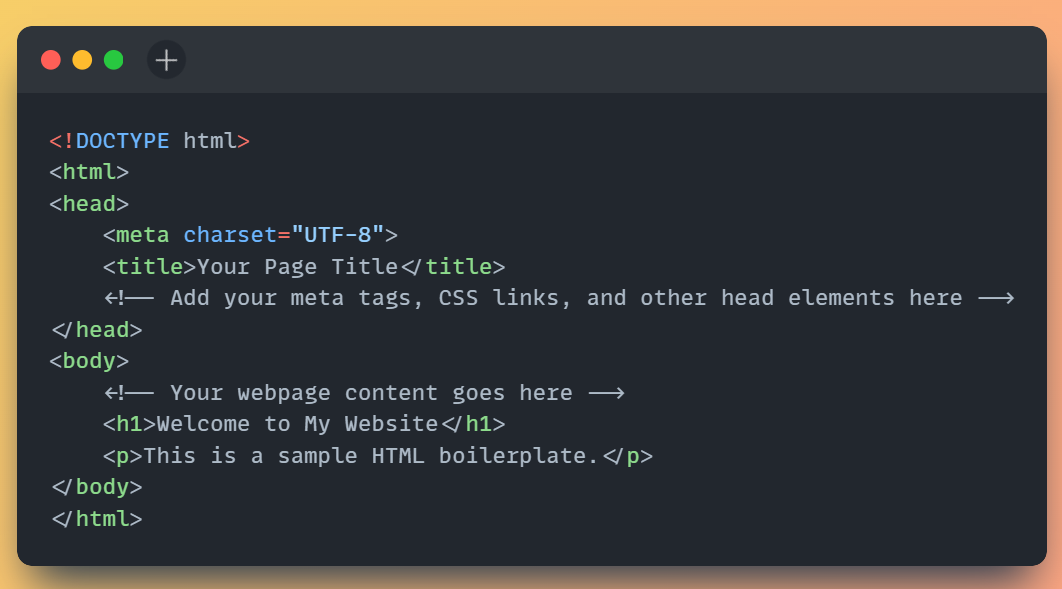 <!DOCTYPE html>
<html>
<head>
    <meta charset="UTF-8">
    <title>Your Page Title</title>
    <!-- Add your meta tags, CSS links, and other head elements here -->
</head>
<body>
    <!-- Your webpage content goes here -->
    <h1>Welcome to My Website</h1>
    <p>This is a sample HTML boilerplate.</p>
</body>
</html>